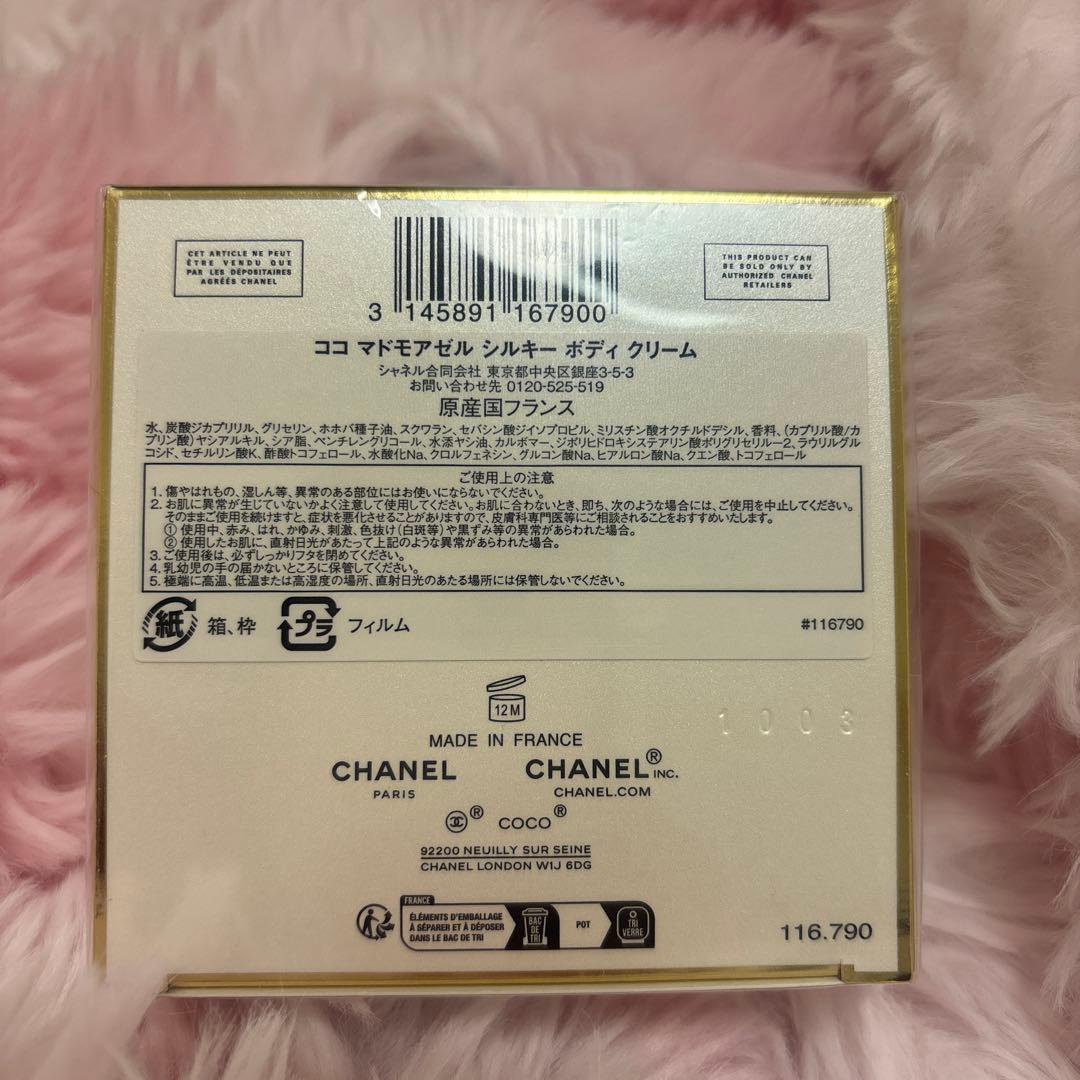 CET ARTICLE NE PEUT
ÊTRE VENDU QUE
PAR LES DÉPOSITAIRES
AGRÉÉS CHANEL
THIS PRODUCT CAN
BE SOLD ONLY BY
AUTHORIZED CHANEL
RETAILERS
3 145891 167900
ココ マドモアゼル シルキー ボディ クリーム
シャネル合同会社 東京都中央区銀座3-5-3
お問い合わせ先 0120-525-519
原産国フランス
水、炭酸ジカプリリル、グリセリン、ホホバ種子油、スクワラン、セバシン酸ジイソプロピル、ミリスチン酸オクチルドデシル、香料、(カプリル酸/カ
プリン酸)ヤシアルキル、シア脂、ペンチレングリコール、水添ヤシ油、カルボマー、ジポリヒドロキシステアリン酸ポリグリセリル-2、ラウリルグル
コシド、セチルリン酸K、酢酸トコフェロール、水酸化Na、クロルフェネシン、グルコン酸Na、ヒアルロン酸Na、クエン酸、トコフェロール
ご使用上の注意
1. 傷やはれもの、湿しん等、異常のある部位にはお使いにならないでください。
2. お肌に異常が生じていないかよく注意して使用してください。お肌に合わないとき、即ち、次のような場合には、ご使用を中止してください。
そのままご使用を続けますと、症状を悪化させることがありますので、皮膚科専門医等にご相談されることをおすすめいたします。
① 使用中、赤み、はれ、かゆみ、刺激、色抜け(白斑等)や黒ずみ等の異常があらわれた場合。
② 使用したお肌に、直射日光があたって上記のような異常があらわれた場合。
3. ご使用後は、必ずしっかりフタを閉めてください。
4. 乳幼児の手の届かないところに保管してください。
5. 極端に高温、低温または高湿度の場所、直射日光のあたる場所には保管しないでください。
紙 箱、枠 プラ フィルム #116790
12M
1003
MADE IN FRANCE
CHANEL CHANEL® INC.
PARIS CHANEL.COM
® COCO®
92200 NEUILLY SUR SEINE
CHANEL LONDON W1J 6DG
FRANCE
ÉLÉMENTS D'EMBALLAGE
À SÉPARER ET À DÉPOSER
DANS LE BAC DE TRI
BAC
DE
TRI
POT
TRI
VERRE
116.790